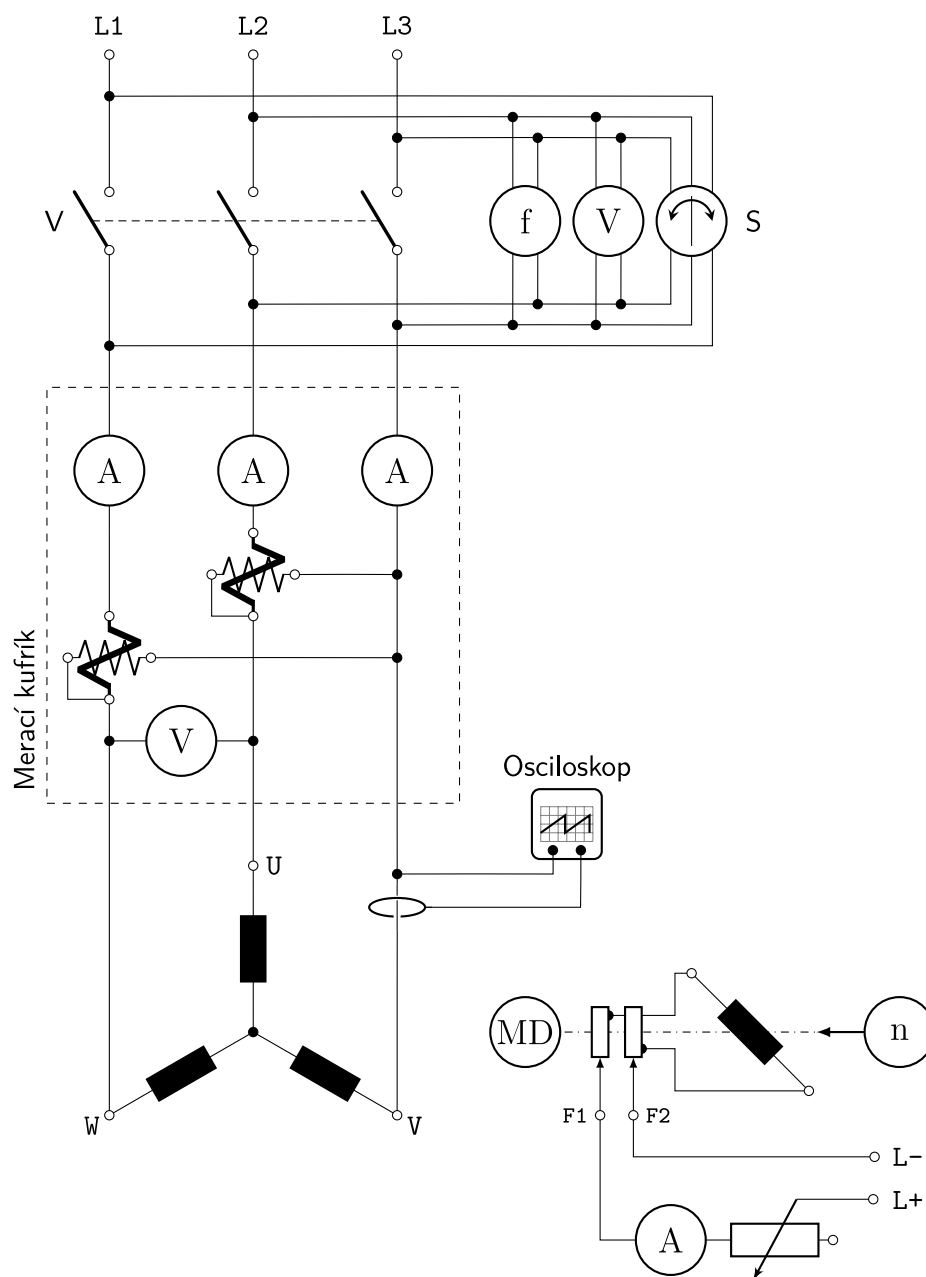 L1 L2 L3
V f V S
A A A
Merací kufrík
V
Osciloskop
U
MD n
W V F1 F2
L-
L+
A